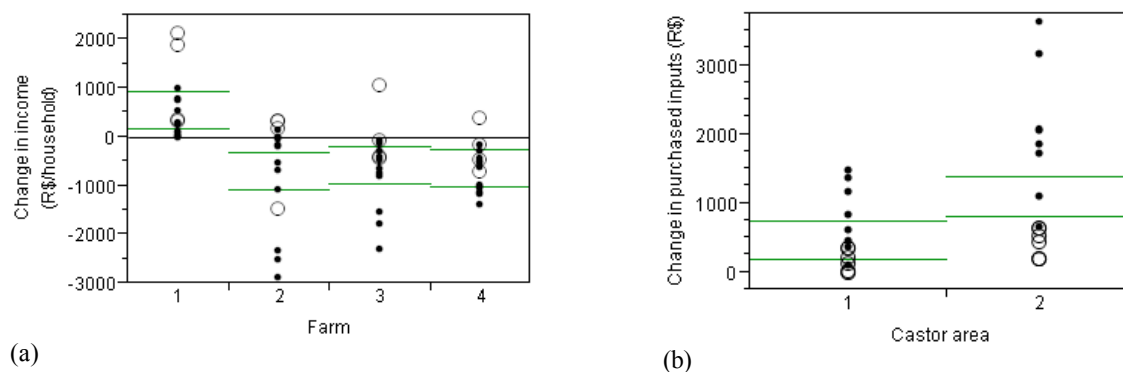 2000
1000
0
-1000
-2000
-3000
Change in income
(R$/household)
1 2 3 4
Farm
(a)
3000
2000
1000
0
Change in purchased inputs (R$)
1 2
Castor area
(b)